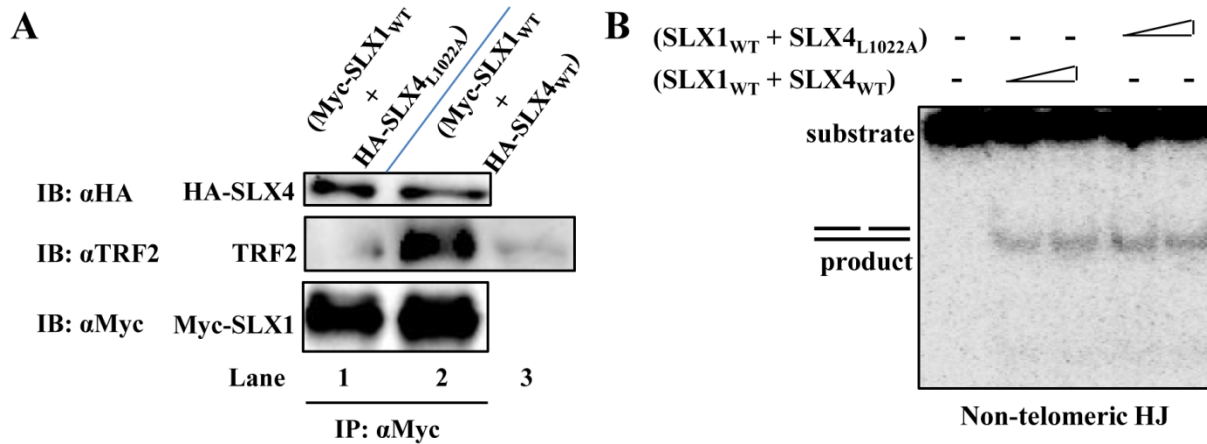 A
(Myc-SLX1WT
+
HA-SLX4L1022A)
(Myc-SLX1WT
+
HA-SLX4WT)
IB: αHA HA-SLX4
IB: αTRF2 TRF2
IB: αMyc Myc-SLX1
Lane 1 2 3
IP: αMyc
B
(SLX1WT + SLX4L1022A) - - -
(SLX1WT + SLX4WT) - - -
substrate
product
Non-telomeric HJ